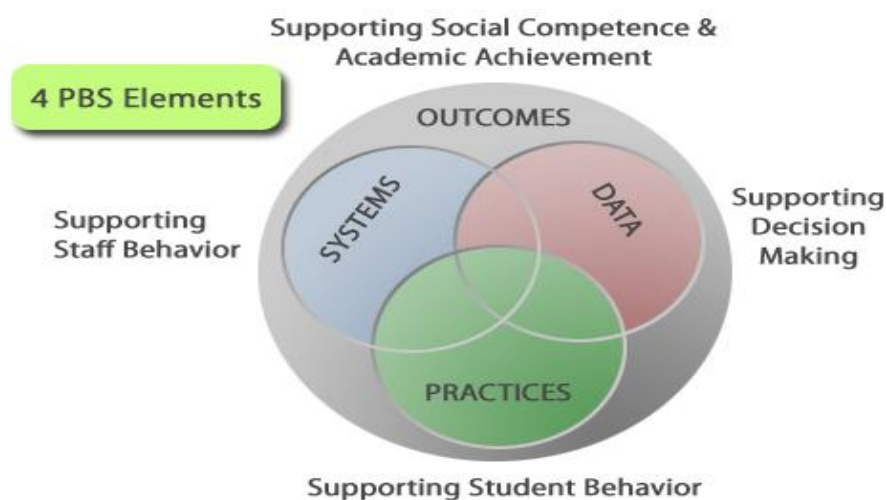 Supporting Social Competence &
Academic Achievement
4 PBS Elements
OUTCOMES
SYSTEMS
DATA
Supporting
Staff Behavior
Supporting
Decision
Making
PRACTICES
Supporting Student Behavior